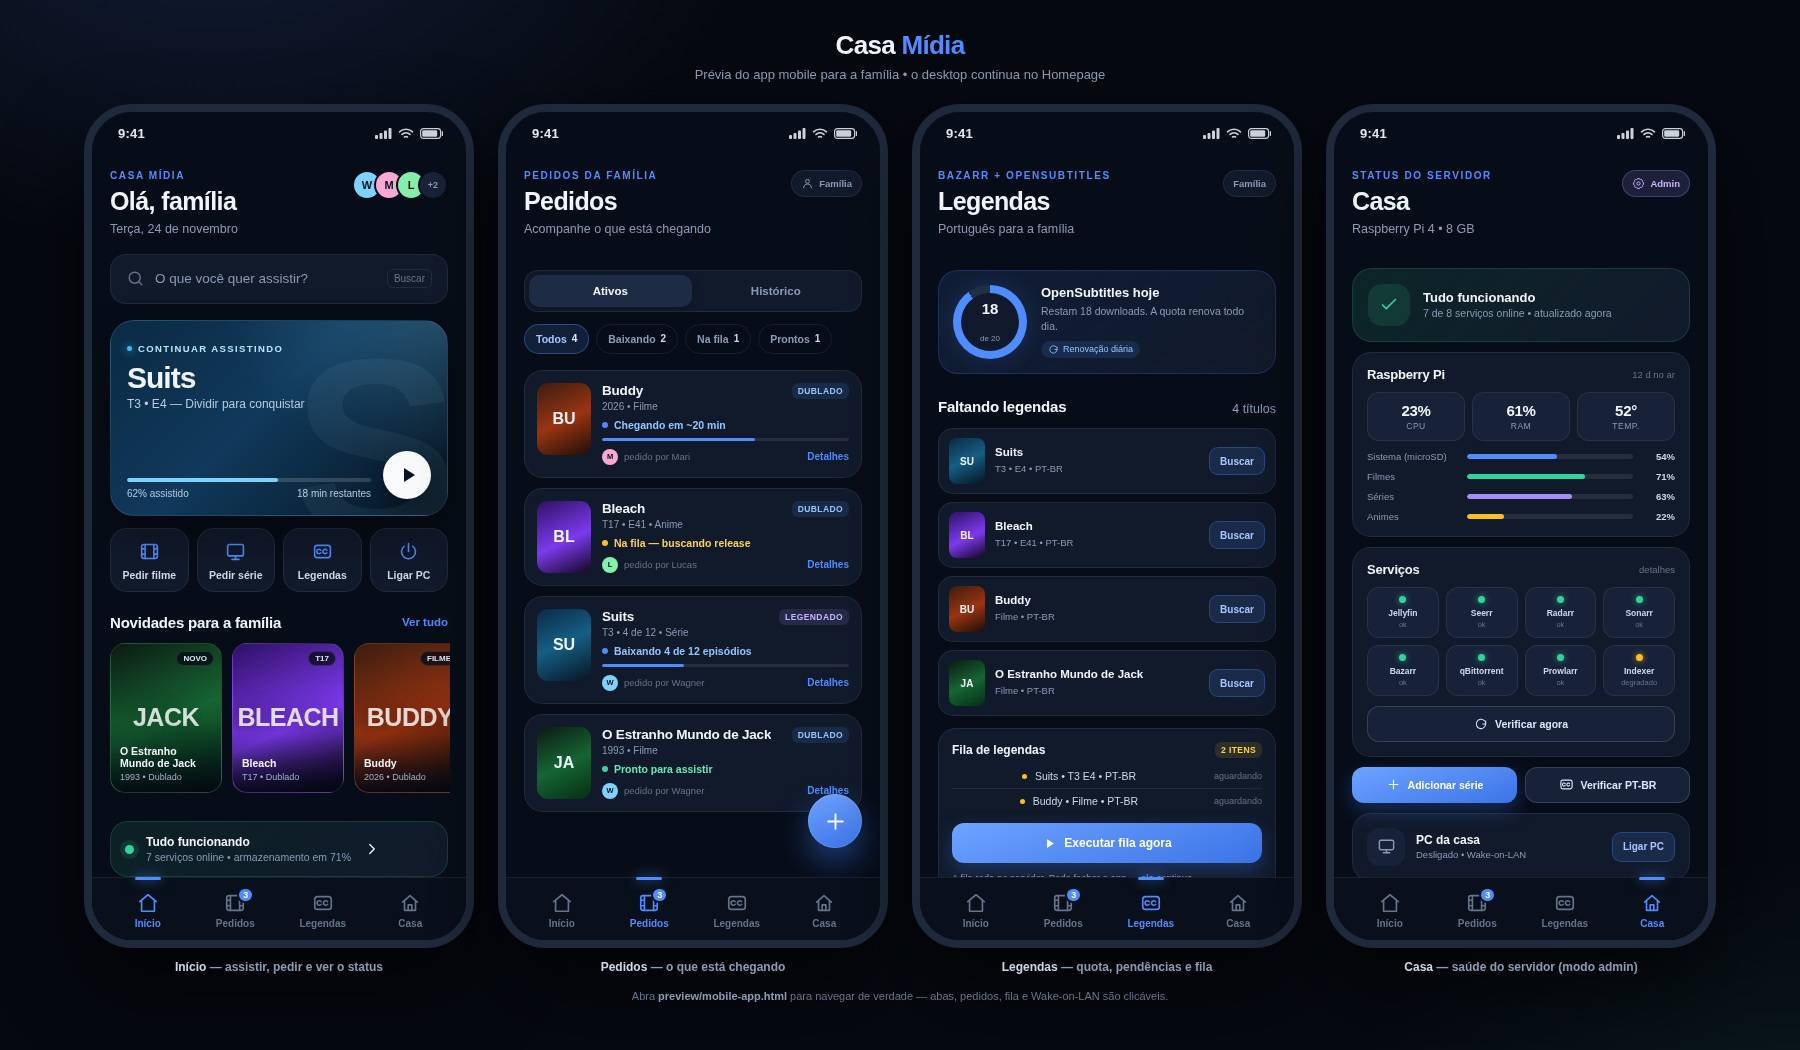 Casa Mídia
Prévia do app mobile para a família • o desktop continua no Homepage
9:41
CASA MÍDIA
Olá, família
Terça, 24 de novembro
W M L +2
O que você quer assistir?
Buscar
CONTINUAR ASSISTINDO
Suits
T3 • E4 — Dividir para conquistar
S
62% assistido
18 min restantes
Pedir filme
Pedir série
Legendas
Ligar PC
Novidades para a família
Ver tudo
NOVO
JACK
O Estranho
Mundo de Jack
1993 • Dublado
T17
BLEACH
Bleach
T17 • Dublado
FILME
BUDDY
Buddy
2026 • Dublado
Tudo funcionando
7 serviços online • armazenamento em 71%
Início
3
Pedidos
Legendas
Casa
Início — assistir, pedir e ver o status
9:41
PEDIDOS DA FAMÍLIA
Pedidos
Acompanhe o que está chegando
Família
Ativos
Histórico
Todos 4
Baixando 2
Na fila 1
Prontos 1
BU
Buddy
DUBLADO
2026 • Filme
Chegando em ~20 min
M pedido por Mari
Detalhes
BL
Bleach
DUBLADO
T17 • E41 • Anime
Na fila — buscando release
L pedido por Lucas
Detalhes
SU
Suits
LEGENDADO
T3 • 4 de 12 • Série
Baixando 4 de 12 episódios
W pedido por Wagner
Detalhes
JA
O Estranho Mundo de Jack
DUBLADO
1993 • Filme
Pronto para assistir
W pedido por Wagner
Detalhes
Início
3
Pedidos
Legendas
Casa
Pedidos — o que está chegando
9:41
BAZARR + OPENSUBTITLES
Legendas
Português para a família
Família
18
de 20
OpenSubtitles hoje
Restam 18 downloads. A quota renova todo
dia.
Renovação diária
Faltando legendas
4 títulos
SU
Suits
T3 • E4 • PT-BR
Buscar
BL
Bleach
T17 • E41 • PT-BR
Buscar
BU
Buddy
Filme • PT-BR
Buscar
JA
O Estranho Mundo de Jack
Filme • PT-BR
Buscar
Fila de legendas
2 ITENS
Suits • T3 E4 • PT-BR
aguardando
Buddy • Filme • PT-BR
aguardando
Executar fila agora
Início
3
Pedidos
Legendas
Casa
Legendas — quota, pendências e fila
9:41
STATUS DO SERVIDOR
Casa
Raspberry Pi 4 • 8 GB
Admin
Tudo funcionando
7 de 8 serviços online • atualizado agora
Raspberry Pi
12 d no ar
23%
CPU
61%
RAM
52°
TEMP.
Sistema (microSD) 54%
Filmes 71%
Séries 63%
Animes 22%
Serviços
detalhes
Jellyfin
ok
Seerr
ok
Radarr
ok
Sonarr
ok
Bazarr
ok
qBittorrent
ok
Prowlarr
ok
Indexer
degradado
Verificar agora
Adicionar série
Verificar PT-BR
PC da casa
Desligado • Wake-on-LAN
Ligar PC
Início
3
Pedidos
Legendas
Casa
Casa — saúde do servidor (modo admin)
Abra preview/mobile-app.html para navegar de verdade — abas, pedidos, fila e Wake-on-LAN são clicáveis.